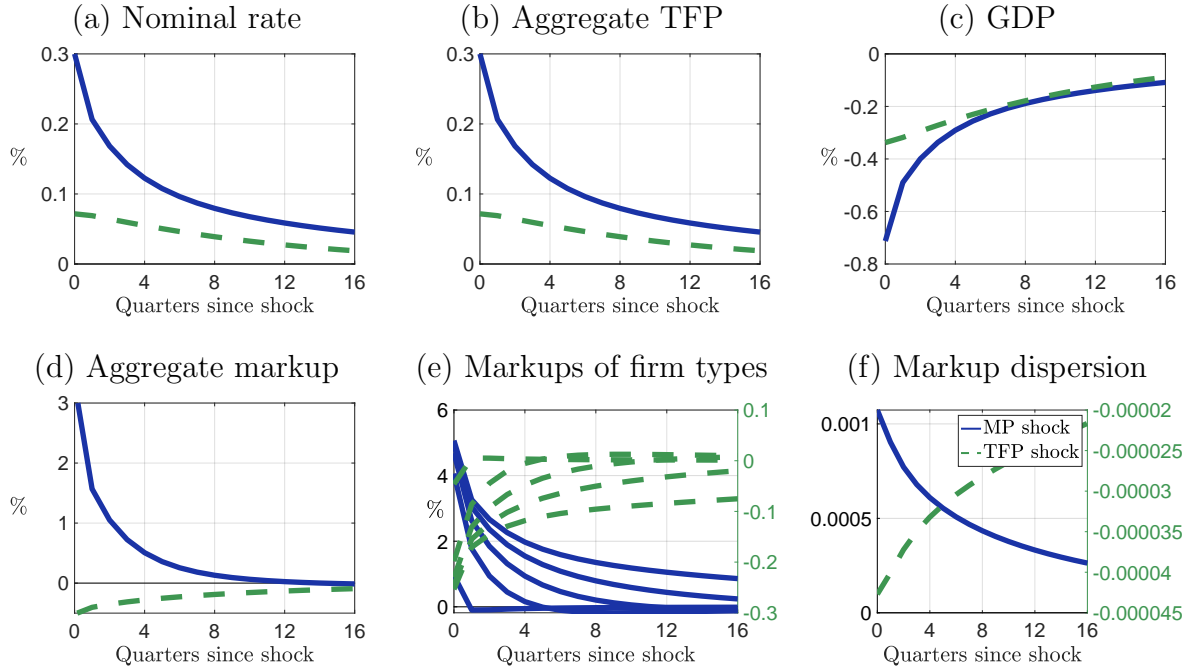 (a) Nominal rate
0.3
0.2
%
0.1
0
0 4 8 12 16
Quarters since shock
(b) Aggregate TFP
0.3
0.2
%
0.1
0
0 4 8 12 16
Quarters since shock
(c) GDP
0
-0.2
%
-0.4
-0.6
-0.8
0 4 8 12 16
Quarters since shock
(d) Aggregate markup
3
2
%
1
0
0 4 8 12 16
Quarters since shock
(e) Markups of firm types
6
4
%
2
0
0.1
0
-0.1
-0.2
-0.3
0 4 8 12 16
Quarters since shock
(f) Markup dispersion
0.001
0.0005
0
MP shock
TFP shock
-0.00002
-0.000025
-0.00003
-0.000035
-0.00004
-0.000045
0 4 8 12 16
Quarters since shock